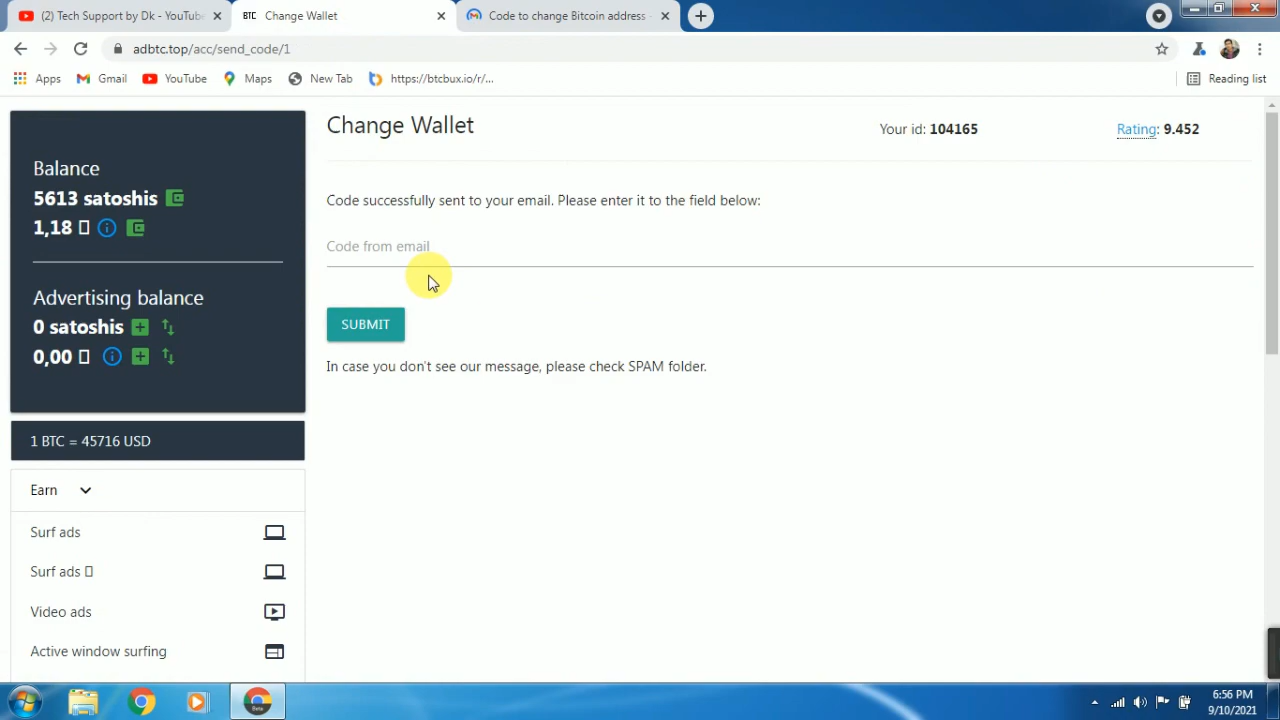 (2) Tech Support by Dk - YouTube
BTC Change Wallet
Code to change Bitcoin address
adbtc.top/acc/send_code/1
Apps
Gmail
YouTube
Maps
New Tab
https://btcbux.io/r/...
Reading list
Balance
5613 satoshis
1,18
Advertising balance
0 satoshis
0,00
1 BTC = 45716 USD
Earn
Surf ads
Surf ads
Video ads
Active window surfing
Change Wallet
Your id: 104165
Rating: 9.452
Code successfully sent to your email. Please enter it to the field below:
Code from email
SUBMIT
In case you don't see our message, please check SPAM folder.
Beta
6:56 PM
9/10/2021